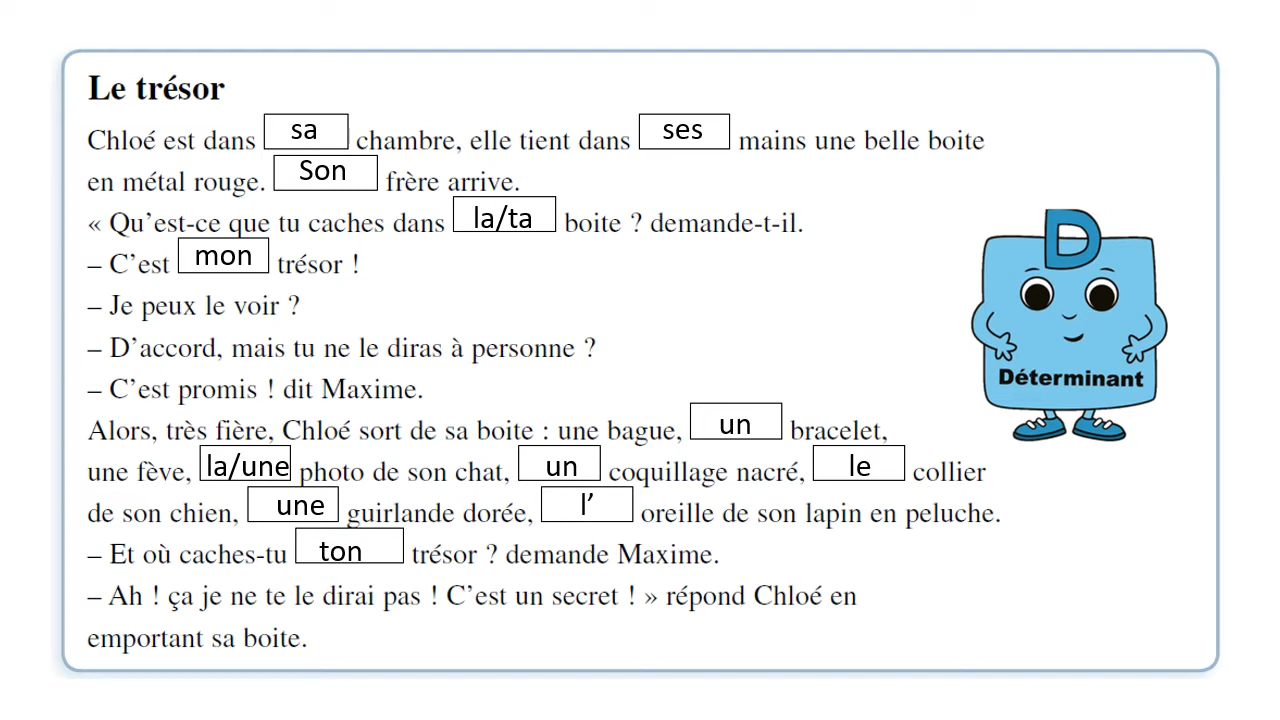 Le trésor
Chloé est dans sa chambre, elle tient dans ses mains une belle boite
en métal rouge. Son frère arrive.
« Qu’est-ce que tu caches dans la/ta boite ? demande-t-il.
– C’est mon trésor !
– Je peux le voir ?
– D’accord, mais tu ne le diras à personne ?
– C’est promis ! dit Maxime.
Alors, très fière, Chloé sort de sa boite : une bague, un bracelet,
une fève, la/une photo de son chat, un coquillage nacré, le collier
de son chien, une guirlande dorée, l’ oreille de son lapin en peluche.
– Et où caches-tu ton trésor ? demande Maxime.
– Ah ! ça je ne te le dirai pas ! C’est un secret ! » répond Chloé en
emportant sa boite.
D
Déterminant